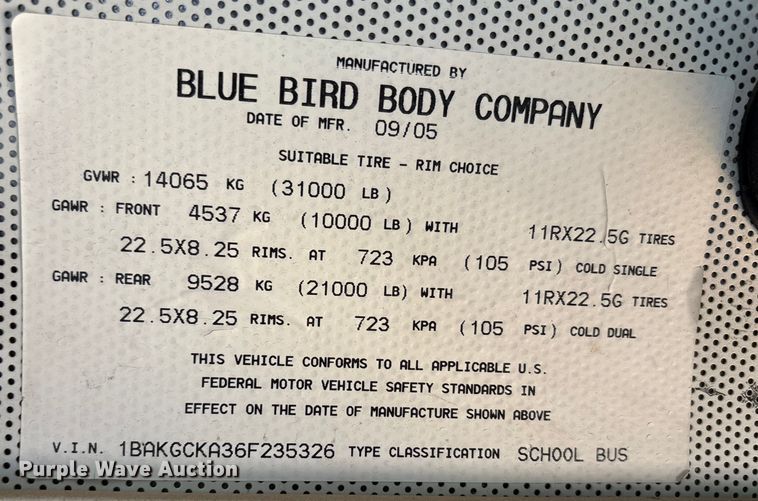 MANUFACTURED BY
BLUE BIRD BODY COMPANY
DATE OF MFR. 09/05
SUITABLE TIRE - RIM CHOICE
GVWR : 14065 KG (31000 LB)
GAWR : FRONT 4537 KG (10000 LB) WITH 11RX22.5G TIRES
22.5X8.25 RIMS. AT 723 KPA (105 PSI) COLD SINGLE
GAWR : REAR 9528 KG (21000 LB) WITH 11RX22.5G TIRES
22.5X8.25 RIMS. AT 723 KPA (105 PSI) COLD DUAL
THIS VEHICLE CONFORMS TO ALL APPLICABLE U.S.
FEDERAL MOTOR VEHICLE SAFETY STANDARDS IN
EFFECT ON THE DATE OF MANUFACTURE SHOWN ABOVE
V.I.N. 1BAKGCKA36F235326 TYPE CLASSIFICATION SCHOOL BUS
Purple Wave Auction